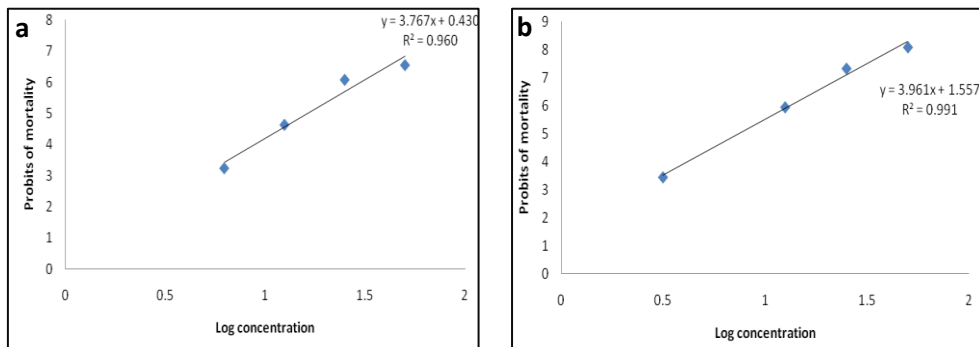 a
y = 3.767x + 0.430
R² = 0.960
Probits of mortality
8
7
6
5
4
3
2
1
0
0 0.5 1 1.5 2
Log concentration
b
y = 3.961x + 1.557
R² = 0.991
Probits of mortality
9
8
7
6
5
4
3
2
1
0
0 0.5 1 1.5 2
Log concentration